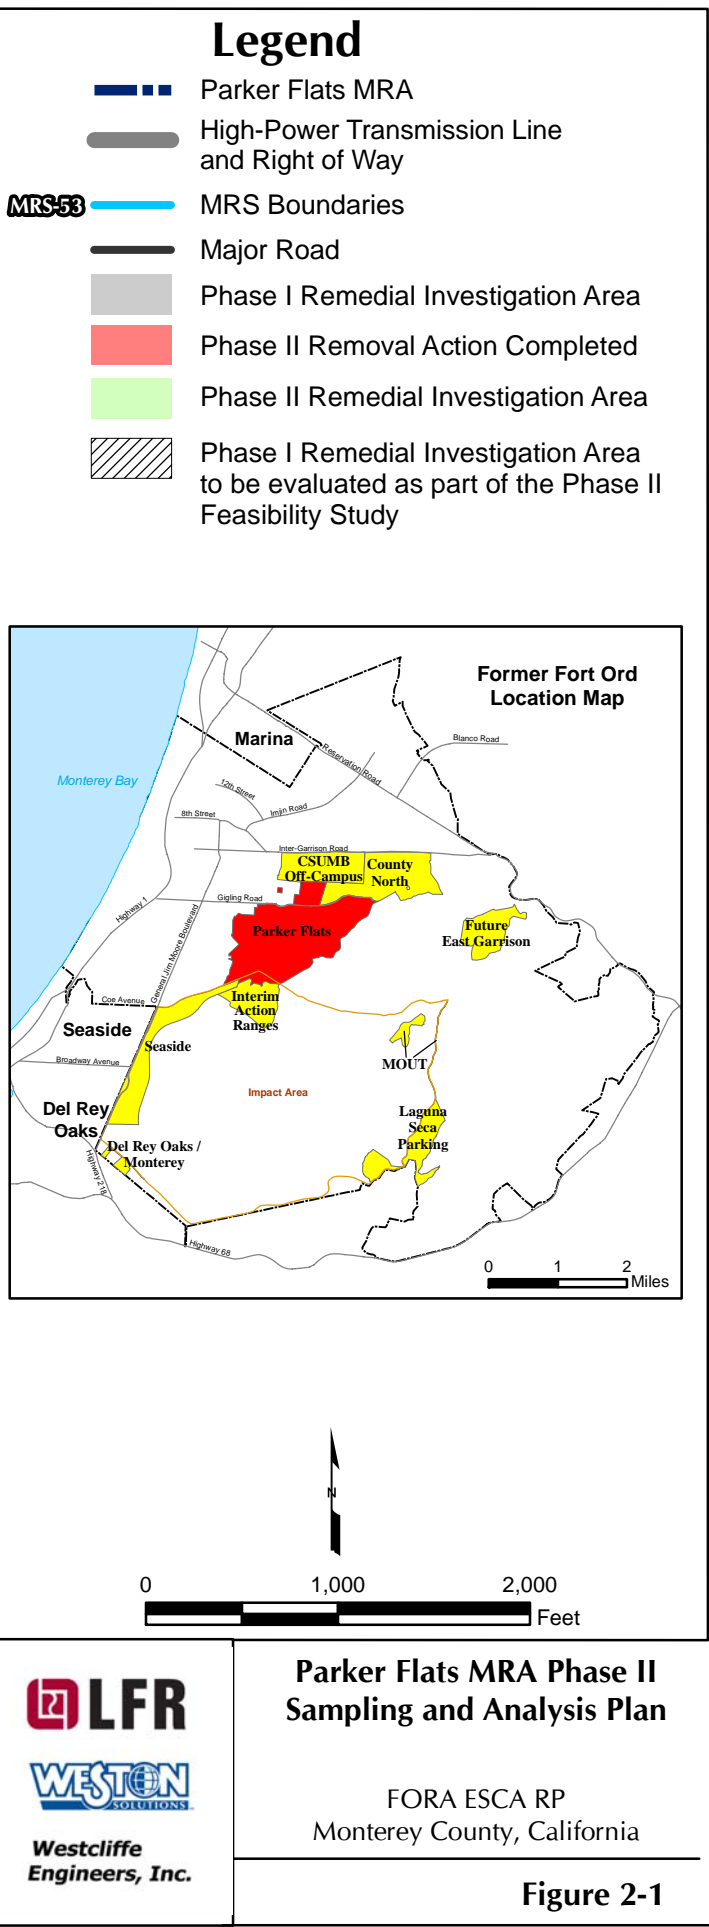 Legend
Parker Flats MRA
High-Power Transmission Line
and Right of Way
MRS-53
MRS Boundaries
Major Road
Phase I Remedial Investigation Area
Phase II Removal Action Completed
Phase II Remedial Investigation Area
Phase I Remedial Investigation Area
to be evaluated as part of the Phase II
Feasibility Study
Former Fort Ord
Location Map
Marina
Blanco Road
Reservation Road
Monterey Bay
12th Street
Imjin Road
8th Street
Inter-Garrison Road
CSUMB
Off-Campus
County
North
Gigling Road
Highway 1
General Jim Moore Boulevard
Parker Flats
Future
East Garrison
Coe Avenue
Interim
Action
Ranges
Seaside
Seaside
Broadway Avenue
MOUT
Impact Area
Del Rey
Oaks
Laguna
Seca
Parking
Del Rey Oaks /
Monterey
Highway 218
Highway 68
0 1 2
Miles
N
0 1,000 2,000
Feet
LFR
WESTON
SOLUTIONS
Westcliffe
Engineers, Inc.
Parker Flats MRA Phase II
Sampling and Analysis Plan
FORA ESCA RP
Monterey County, California
Figure 2-1